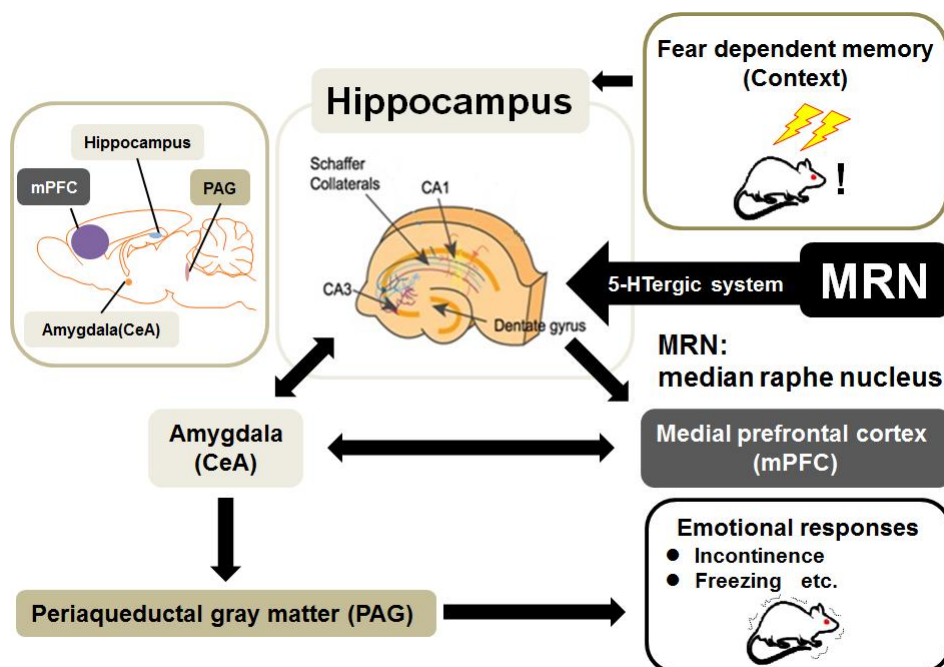 Fear dependent memory
(Context)
!
Hippocampus
Hippocampus
mPFC
PAG
Amygdala(CeA)
Schaffer
Collaterals
CA1
CA3
Dentate gyrus
5-HTergic system
MRN
MRN:
median raphe nucleus
Amygdala
(CeA)
Medial prefrontal cortex
(mPFC)
Emotional responses
● Incontinence
● Freezing etc.
Periaqueductal gray matter (PAG)